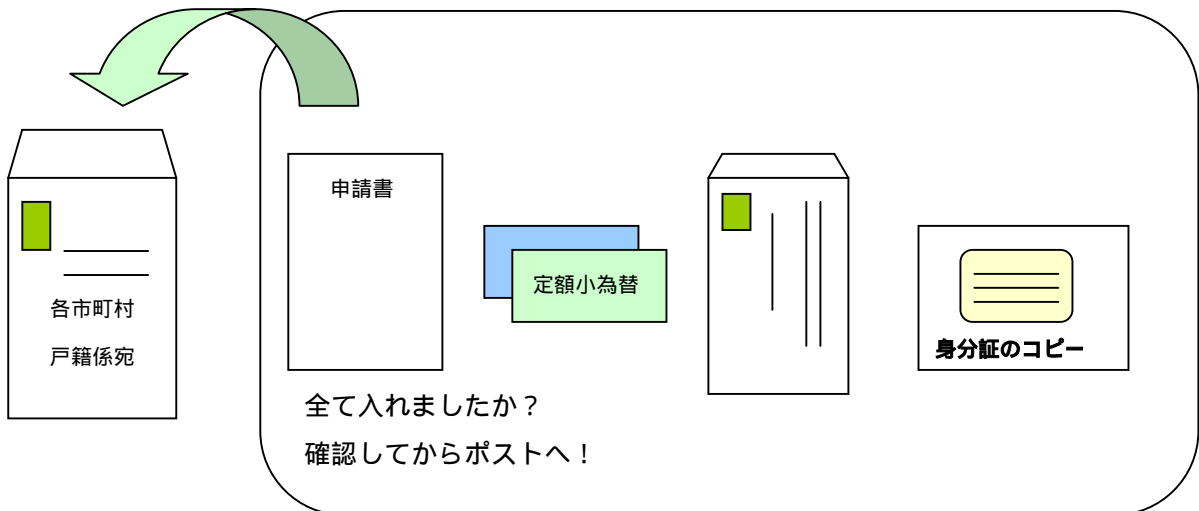 申請書
定額小為替
各市町村
戸籍係宛
身分証のコピー
全て入れましたか？
確認してからポストへ！